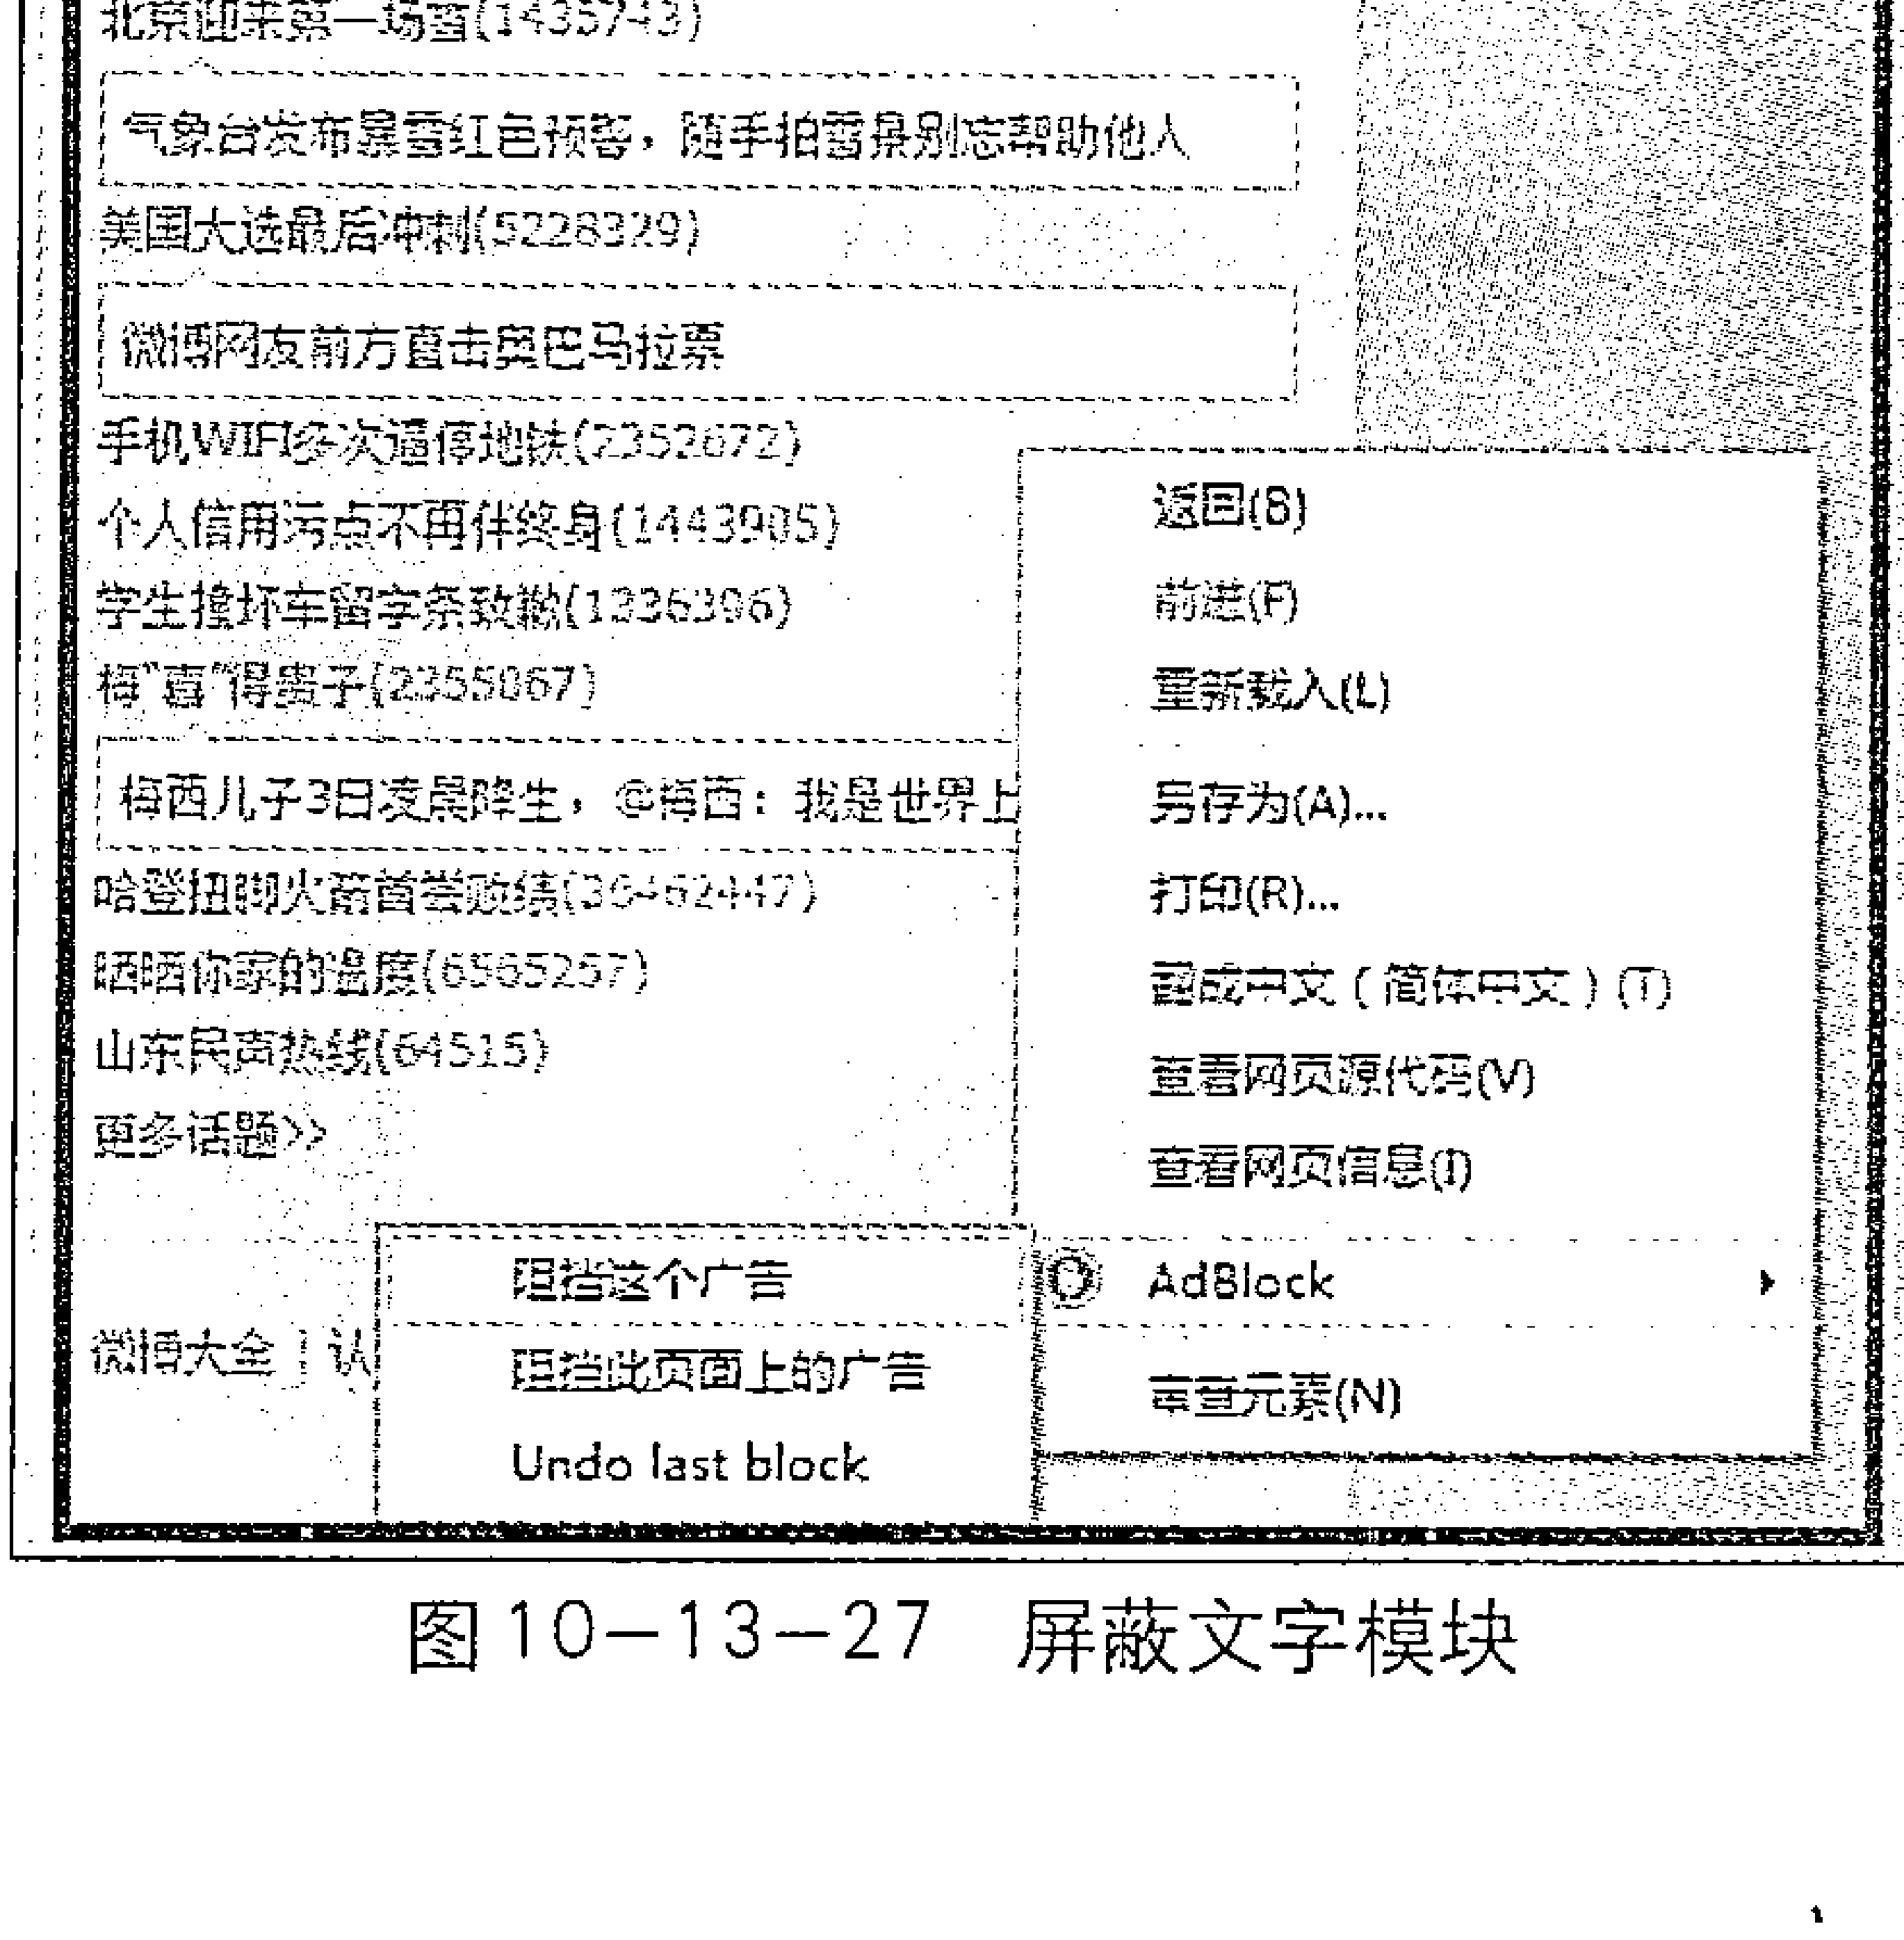 北京迎来第一场雪(1435743)
气象台发布暴雪红色预警，随手拍雪景别忘帮助他人
美国大选最后冲刺(5228329)
微博网友前方直击奥巴马拉票
手机WIFI多次逼停地铁(2352672)
个人信用污点不再伴终身(1443905)
学生撞坏车留字条致歉(1336396)
梅“喜”得贵子(2355067)
梅西儿子3日凌晨降生，@梅西：我是世界上
哈登扭脚火箭首尝败绩(36462447)
晒晒你家的温度(6565257)
山东民声热线(64515)
更多话题>>
微博大全 认
返回(B)
前进(F)
重新载入(L)
另存为(A)...
打印(R)...
翻成中文（简体中文）(T)
查看网页源代码(V)
查看网页信息(I)
AdBlock
审查元素(N)
阻挡这个广告
阻挡此页面上的广告
Undo last block
图10-13-27 屏蔽文字模块